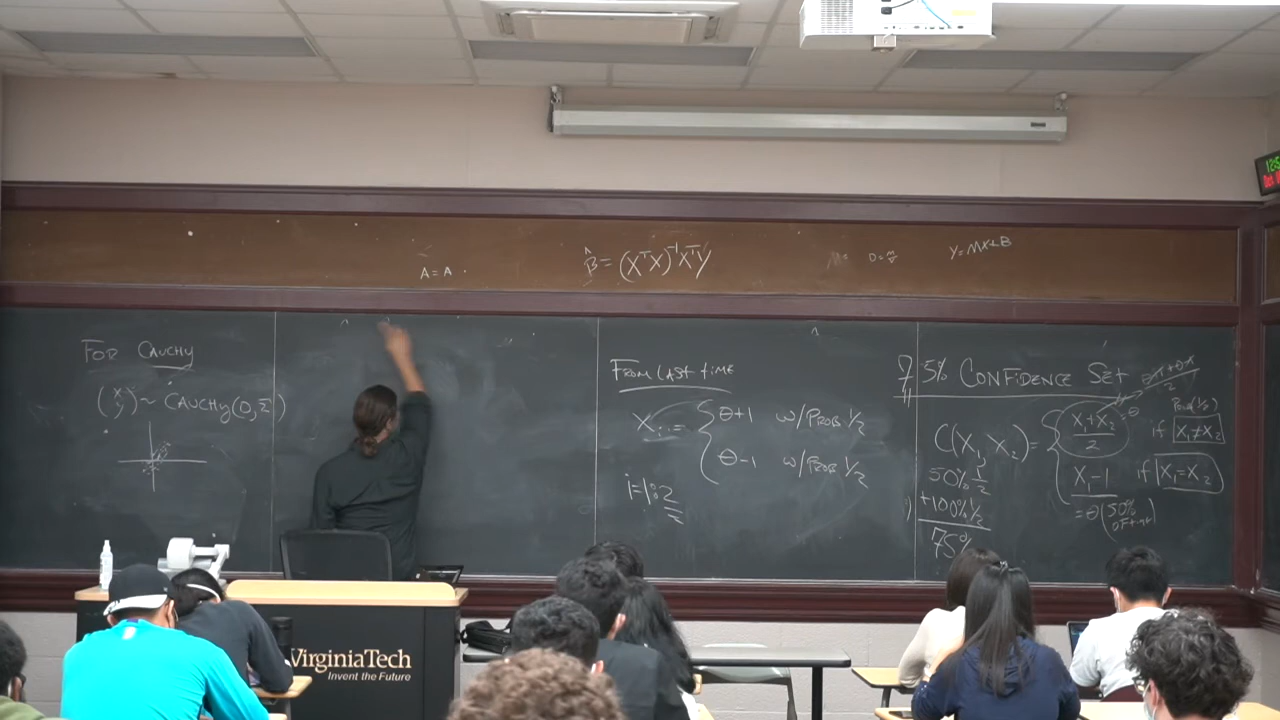 A = A
β̂ = (XᵀX)⁻¹XᵀY
D = m/v
Y = MX + B
FOR CAUCHY
(X
Y) ~ CAUCHY(0, Σ)
FROM LAST TIME
Xᵢ := { θ+1 w/ PROB 1/2
θ-1 w/ PROB 1/2
i = 1:2
75% CONFIDENCE SET
C(X₁, X₂) = { (X₁+X₂)/2 if X₁≠X₂
X₁-1 if X₁=X₂
= θ (50% OF TIME)
50% 1/2
+100% 1/2
75%
VirginiaTech
Invent the Future